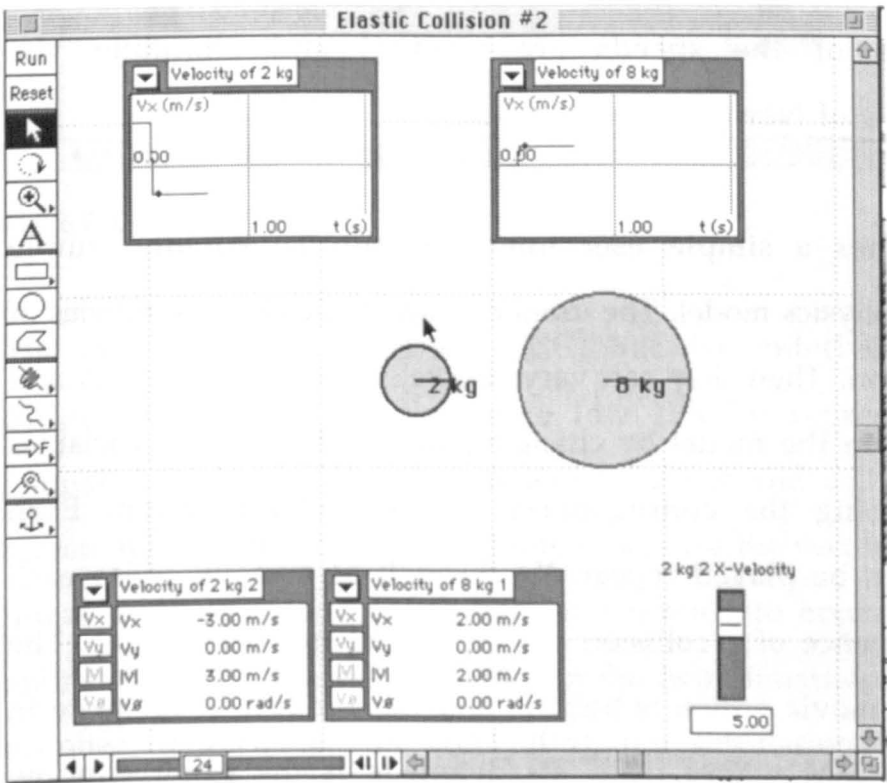 Elastic Collision #2
Run
Reset
A
F
Velocity of 2 kg
Vx (m/s)
0.00
1.00
t (s)
Velocity of 8 kg
Vx (m/s)
0.00
1.00
t (s)
2 kg
8 kg
Velocity of 2 kg 2
Vx Vx -3.00 m/s
Vy Vy 0.00 m/s
|V| |V| 3.00 m/s
Vø Vø 0.00 rad/s
Velocity of 8 kg 1
Vx Vx 2.00 m/s
Vy Vy 0.00 m/s
|V| |V| 2.00 m/s
Vø Vø 0.00 rad/s
2 kg 2 X-Velocity
5.00
24